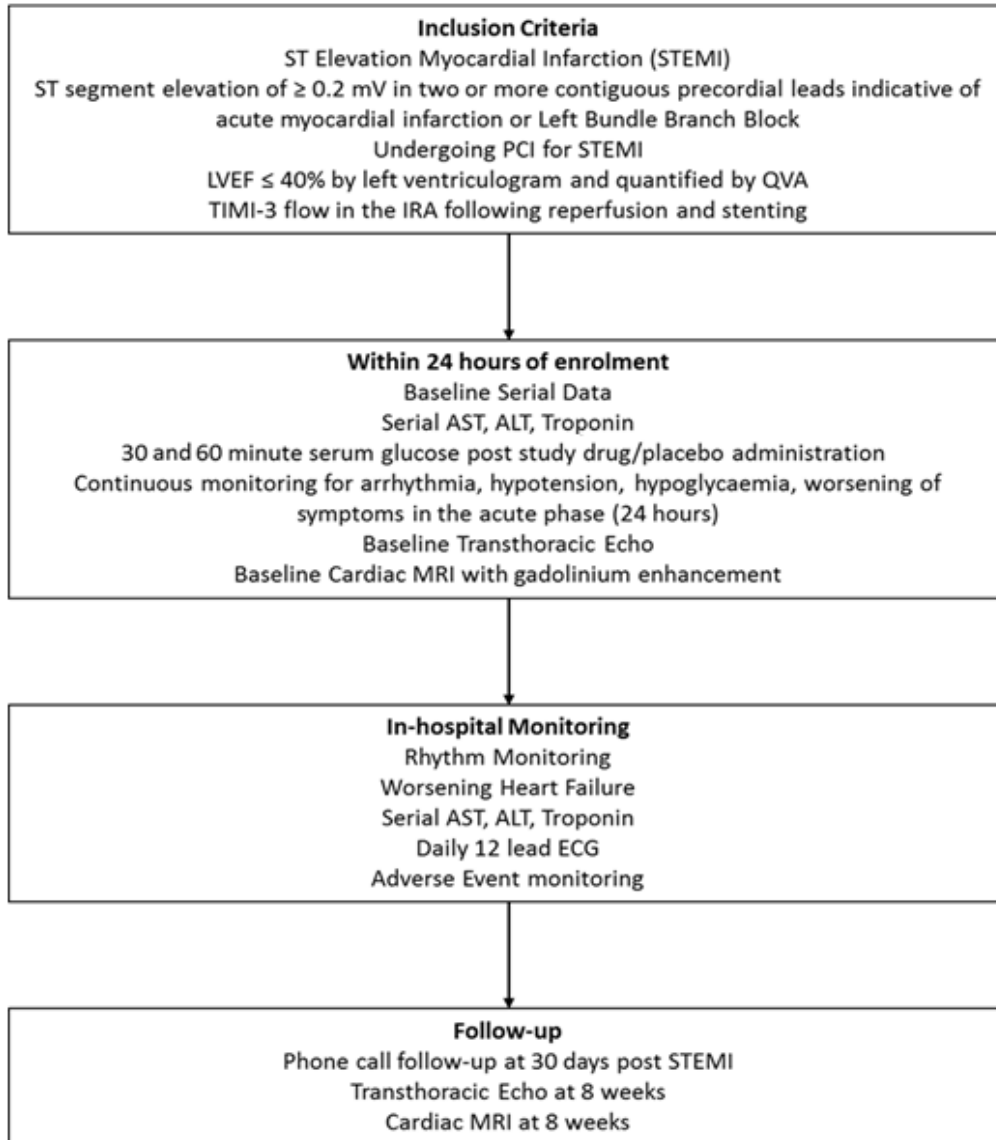 Inclusion Criteria
ST Elevation Myocardial Infarction (STEMI)
ST segment elevation of ≥ 0.2 mV in two or more contiguous precordial leads indicative of
acute myocardial infarction or Left Bundle Branch Block
Undergoing PCI for STEMI
LVEF ≤ 40% by left ventriculogram and quantified by QVA
TIMI-3 flow in the IRA following reperfusion and stenting
Within 24 hours of enrolment
Baseline Serial Data
Serial AST, ALT, Troponin
30 and 60 minute serum glucose post study drug/placebo administration
Continuous monitoring for arrhythmia, hypotension, hypoglycaemia, worsening of
symptoms in the acute phase (24 hours)
Baseline Transthoracic Echo
Baseline Cardiac MRI with gadolinium enhancement
In-hospital Monitoring
Rhythm Monitoring
Worsening Heart Failure
Serial AST, ALT, Troponin
Daily 12 lead ECG
Adverse Event monitoring
Follow-up
Phone call follow-up at 30 days post STEMI
Transthoracic Echo at 8 weeks
Cardiac MRI at 8 weeks